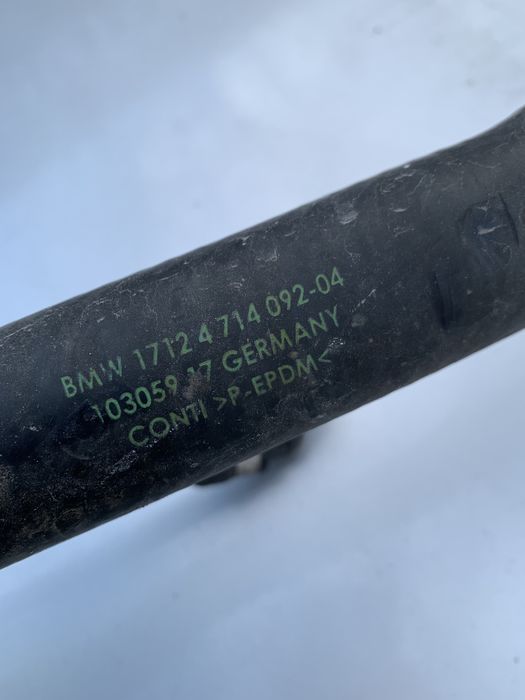 BMW 1712 4 714 092-04
103059 17 GERMANY
CONTI >P-EPDM<